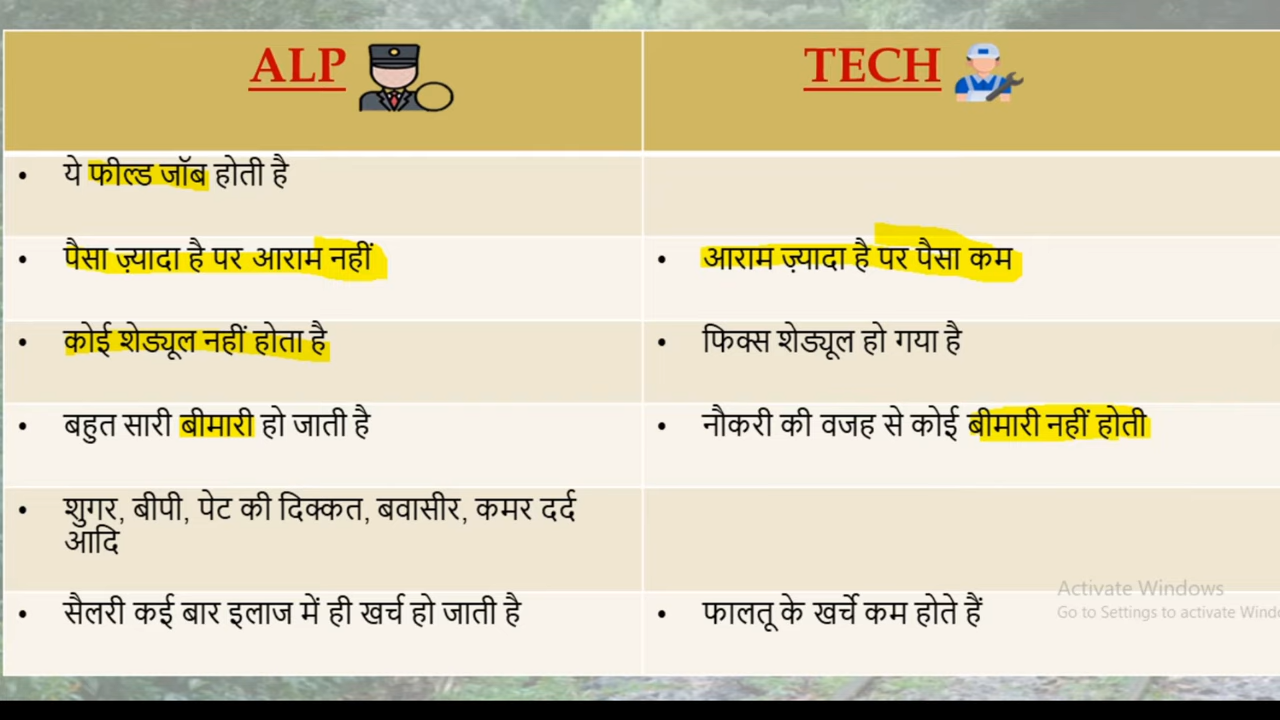 ALP
TECH
• ये फील्ड जॉब होती है
• पैसा ज़्यादा है पर आराम नहीं
• आराम ज़्यादा है पर पैसा कम
• कोई शेड्यूल नहीं होता है
• फिक्स शेड्यूल हो गया है
• बहुत सारी बीमारी हो जाती है
• नौकरी की वजह से कोई बीमारी नहीं होती
• शुगर, बीपी, पेट की दिक्कत, बवासीर, कमर दर्द
आदि
• सैलरी कई बार इलाज में ही खर्च हो जाती है
• फालतू के खर्चे कम होते हैं
Activate Windows
Go to Settings to activate Windo